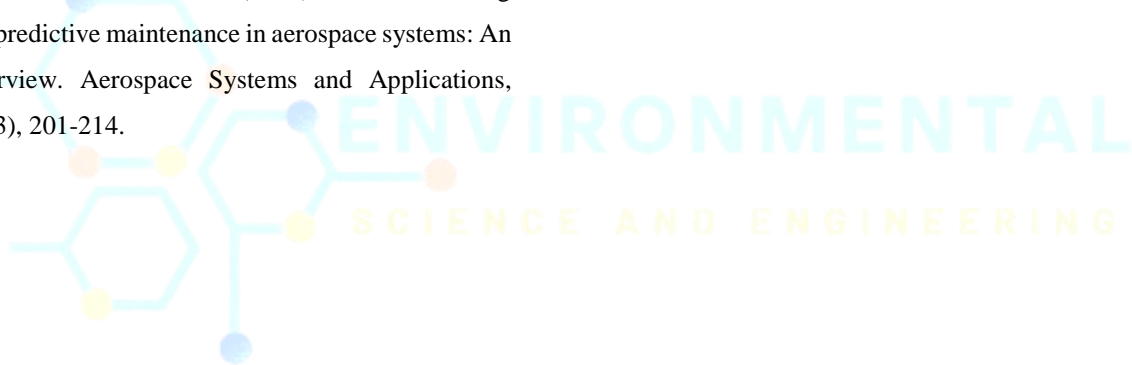 predictive maintenance in aerospace systems: An
rview. Aerospace Systems and Applications,
3), 201-214.
ENVIRONMENTAL
SCIENCE AND ENGINEERING